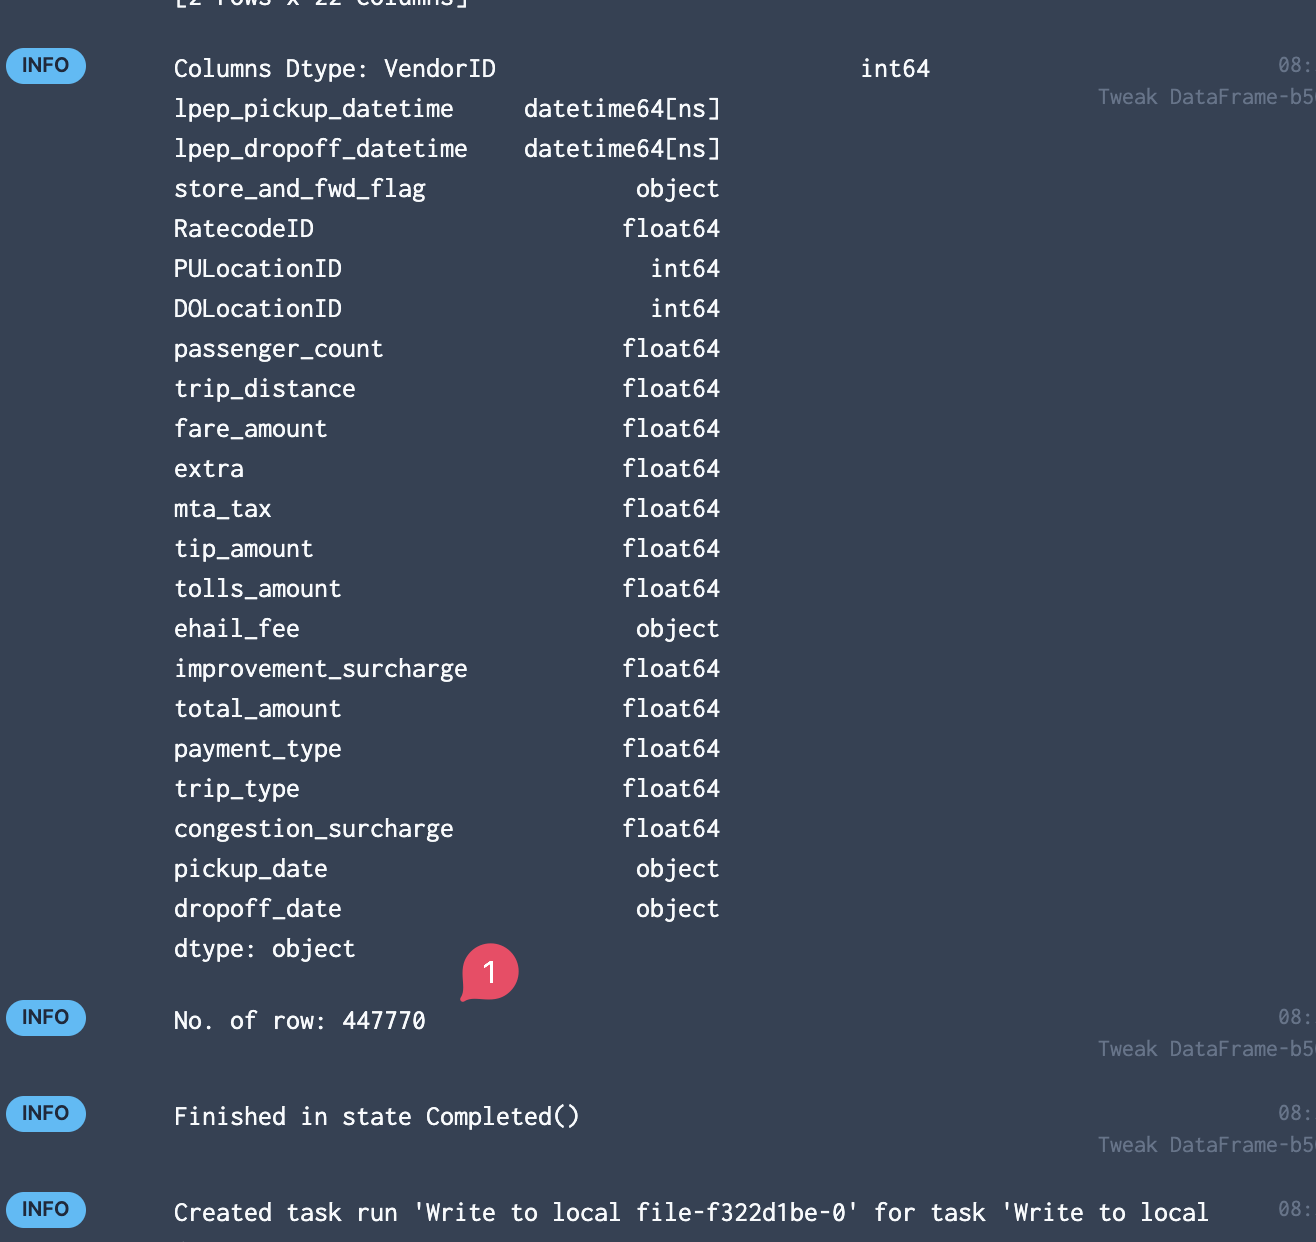 [2 rows x 22 columns]
INFO Columns Dtype: VendorID int64 08:
Tweak DataFrame-b5
lpep_pickup_datetime datetime64[ns]
lpep_dropoff_datetime datetime64[ns]
store_and_fwd_flag object
RatecodeID float64
PULocationID int64
DOLocationID int64
passenger_count float64
trip_distance float64
fare_amount float64
extra float64
mta_tax float64
tip_amount float64
tolls_amount float64
ehail_fee object
improvement_surcharge float64
total_amount float64
payment_type float64
trip_type float64
congestion_surcharge float64
pickup_date object
dropoff_date object
dtype: object
1
INFO No. of row: 447770 08:
Tweak DataFrame-b5
INFO Finished in state Completed() 08:
Tweak DataFrame-b5
INFO Created task run 'Write to local file-f322d1be-0' for task 'Write to local 08: